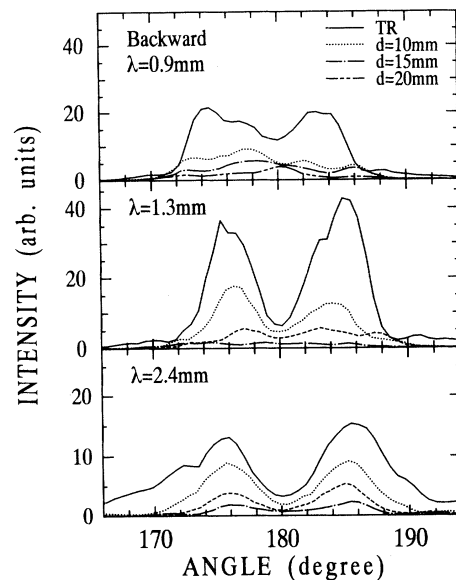 Backward
λ=0.9mm
TR
d=10mm
d=15mm
d=20mm
40
20
0
λ=1.3mm
40
20
0
λ=2.4mm
20
10
0
170
180
190
INTENSITY (arb. units)
ANGLE (degree)